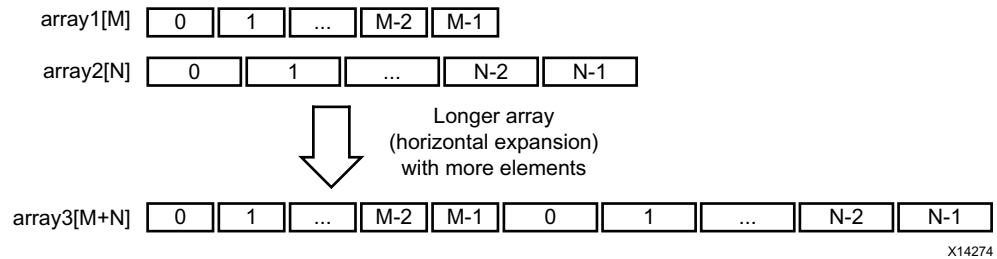 array1[M] 0 1 ... M-2 M-1
array2[N] 0 1 ... N-2 N-1
Longer array
(horizontal expansion)
with more elements
array3[M+N] 0 1 ... M-2 M-1 0 1 ... N-2 N-1
X14274